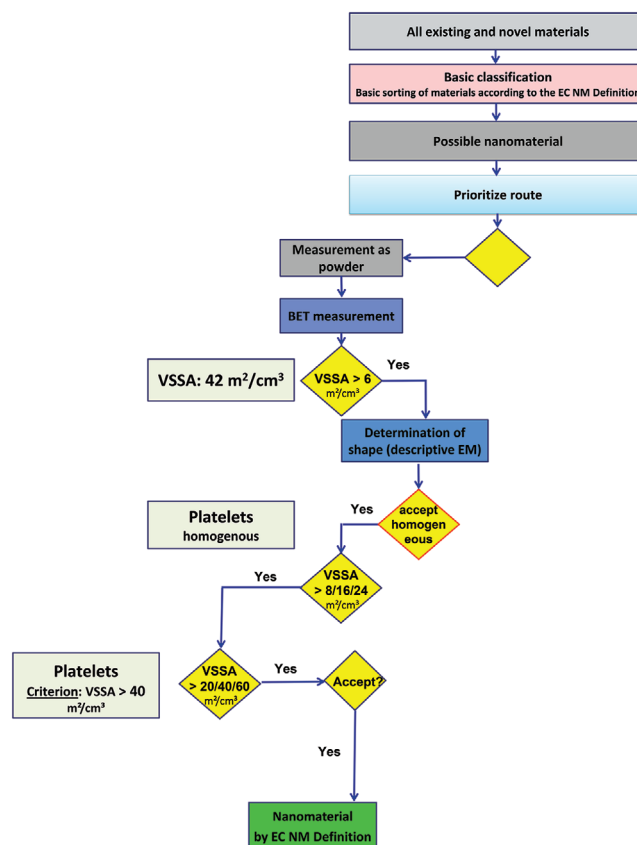 All existing and novel materials
Basic classification
Basic sorting of materials according to the EC NM Definition
Possible nanomaterial
Prioritize route
Measurement as
powder
BET measurement
VSSA: 42 m²/cm³
VSSA > 6
m²/cm³
Yes
Determination of
shape (descriptive EM)
Platelets
homogenous
Yes
accept
homogen
eous
Yes
VSSA
> 8/16/24
m²/cm³
Platelets
Criterion: VSSA > 40
m²/cm³
VSSA
> 20/40/60
m²/cm³
Yes
Accept?
Yes
Nanomaterial
by EC NM Definition